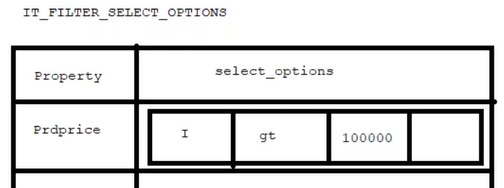 IT_FILTER_SELECT_OPTIONS
Property select_options
Prdprice I gt 100000